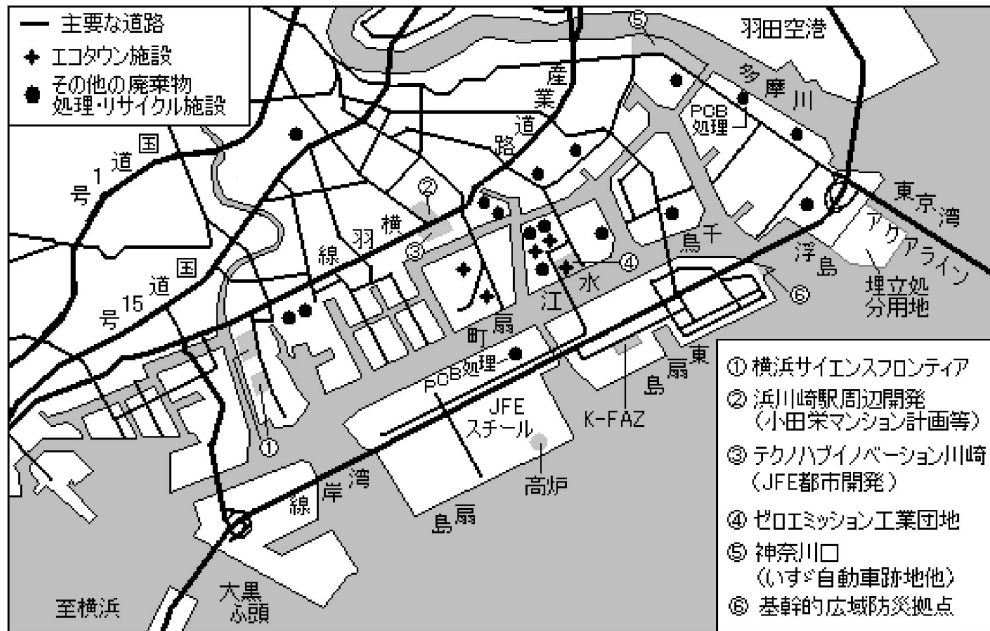 主要な道路
エコタウン施設
その他の廃棄物
処理・リサイクル施設
⑤
羽田空港
多摩川
産業道路
PCB
処理
国道1号
②
横羽線
③
東京湾
アクアライン
国道15号
千鳥
浮島
④
水江
埋立処
分用地
⑥
扇町
東扇島
PCB処理
K-FAZ
JFE
スチール
①
高炉
湾岸線
扇島
大黒
ふ頭
至横浜
① 横浜サイエンスフロンティア
② 浜川崎駅周辺開発
(小田栄マンション計画等)
③ テクノハブイノベーション川崎
(JFE都市開発)
④ ゼロエミッション工業団地
⑤ 神奈川口
(いすゞ自動車跡地他)
⑥ 基幹的広域防災拠点